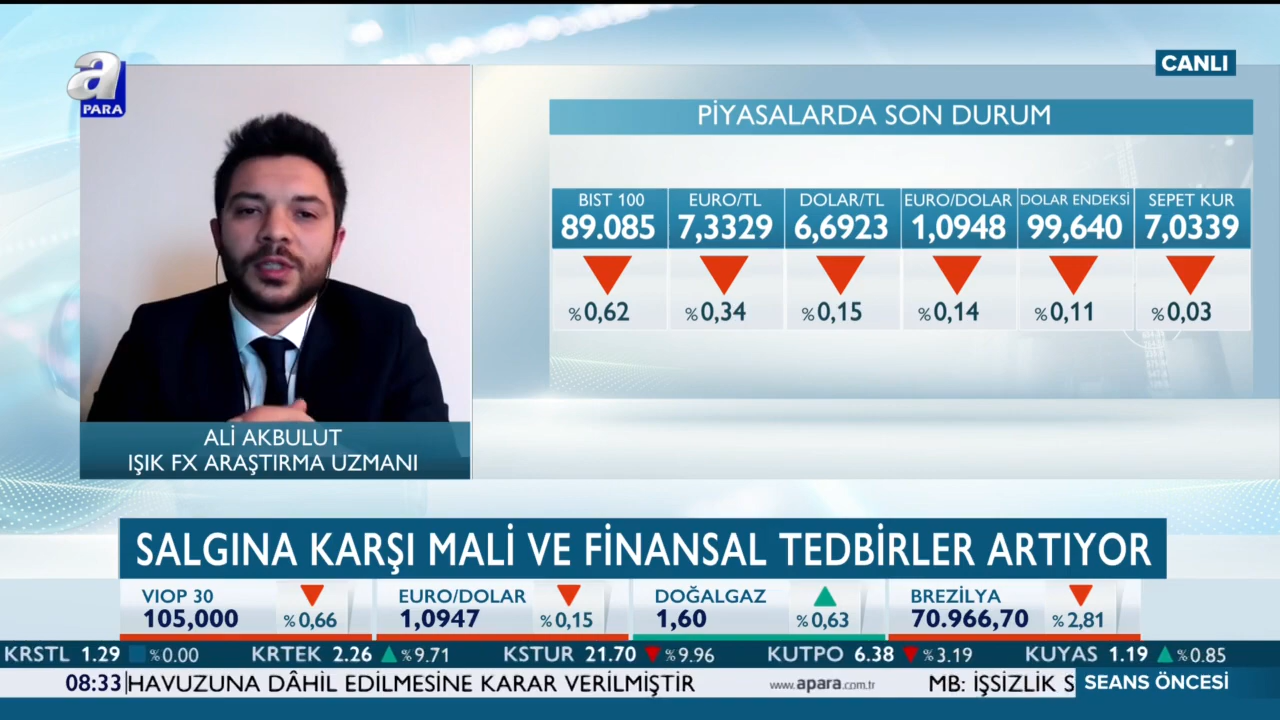 a
PARA
CANLI
PİYASALARDA SON DURUM
BIST 100 EURO/TL DOLAR/TL EURO/DOLAR DOLAR ENDEKSİ SEPET KUR
89.085 7,3329 6,6923 1,0948 99,640 7,0339
%0,62 %0,34 %0,15 %0,14 %0,11 %0,03
ALİ AKBULUT
IŞIK FX ARAŞTIRMA UZMANI
SALGINA KARŞI MALİ VE FİNANSAL TEDBİRLER ARTIYOR
VIOP 30 EURO/DOLAR DOĞALGAZ BREZİLYA
105,000 %0,66 1,0947 %0,15 1,60 %0,63 70.966,70 %2,81
KRSTL 1.29 %0.00 KRTEK 2.26 %9.71 KSTUR 21.70 %9.96 KUTPO 6.38 %3.19 KUYAS 1.19 %0.85
08:33 HAVUZUNA DÂHİL EDİLMESİNE KARAR VERİLMİŞTİR www.apara.com.tr MB: İŞSİZLİK S SEANS ÖNCESİ